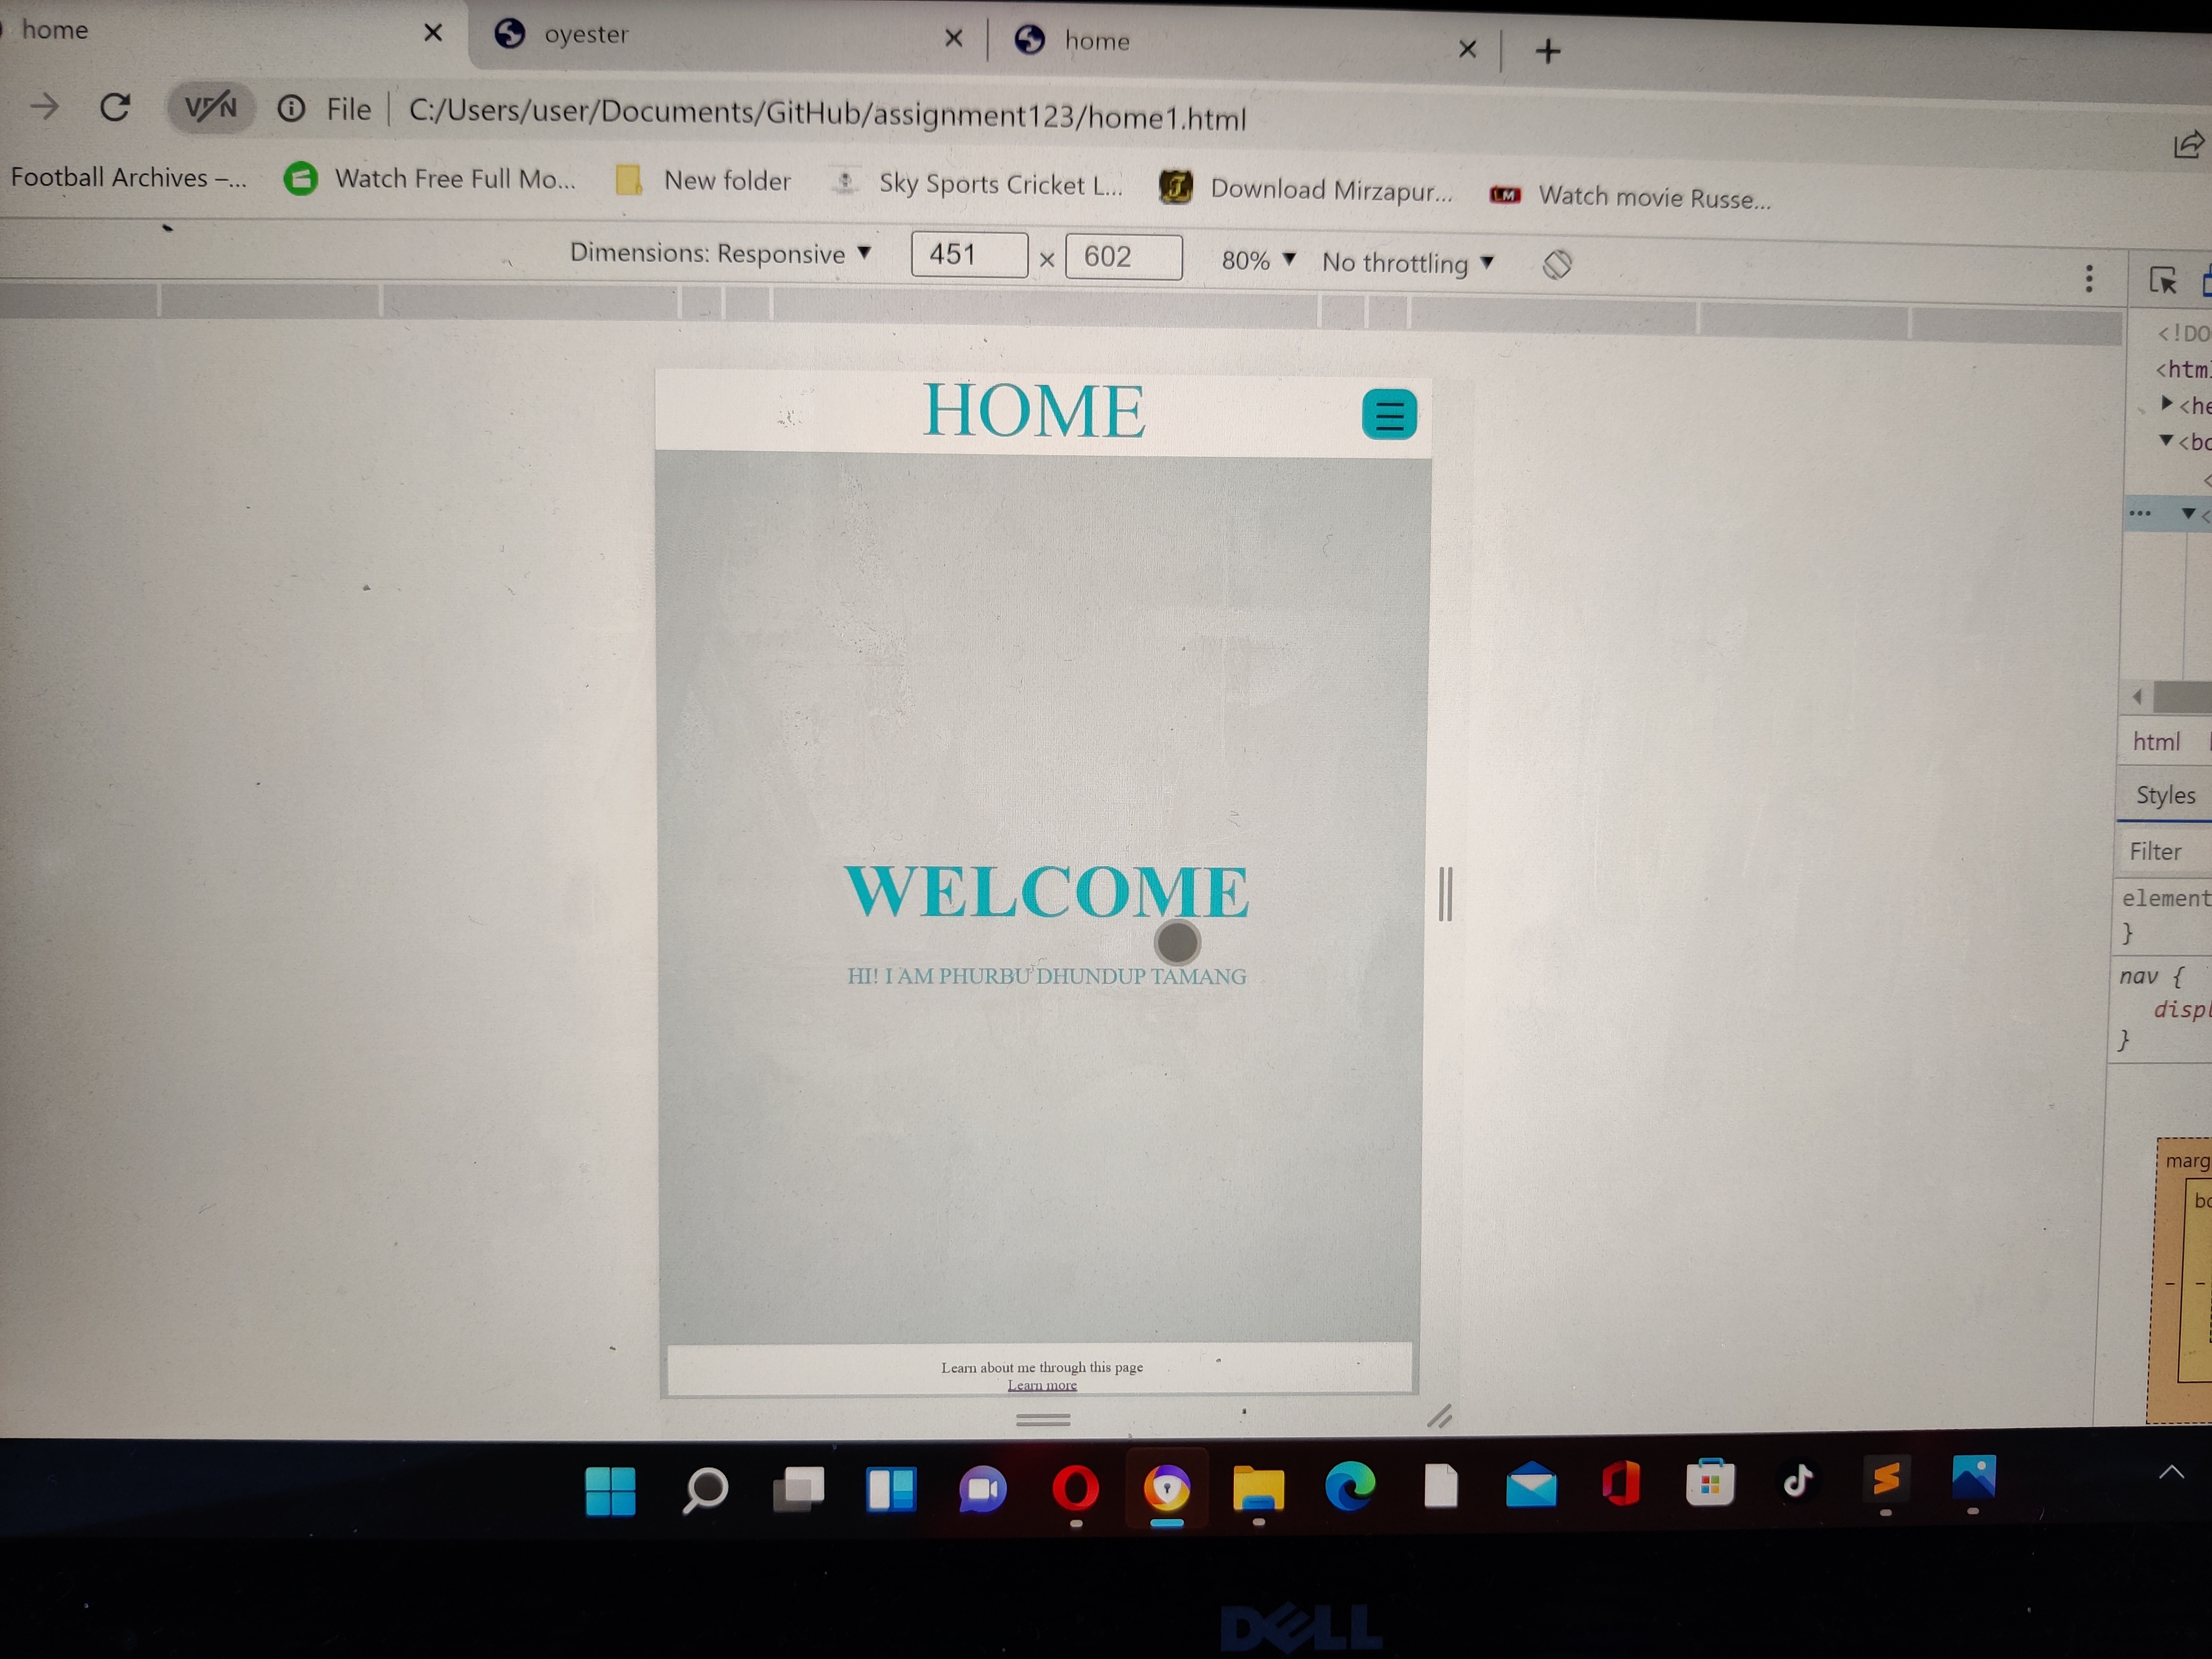 home
oyester
home
VPN
File
C:/Users/user/Documents/GitHub/assignment123/home1.html
Football Archives –...
Watch Free Full Mo...
New folder
Sky Sports Cricket L...
Download Mirzapur...
LM
Watch movie Russe...
Dimensions: Responsive
451
×
602
80%
No throttling
<!DO
<html
<he
<bo
<
... <
HOME
WELCOME
HI! I AM PHURBU DHUNDUP TAMANG
Learn about me through this page
Learn more
html
Styles
Filter
element
}
nav {
displ
}
marg
bo
DELL